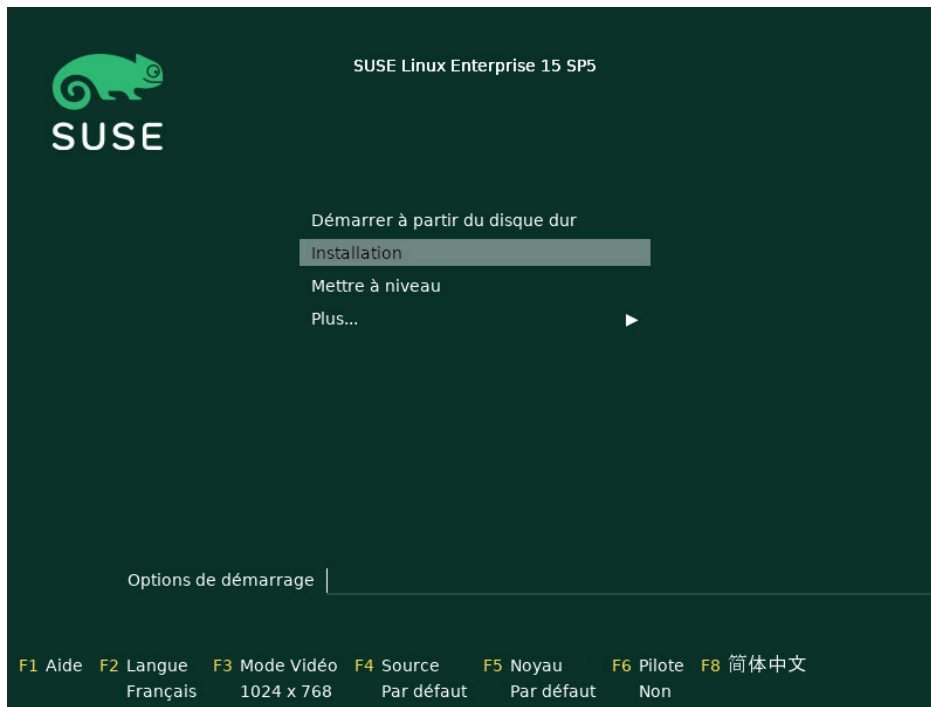 SUSE
SUSE Linux Enterprise 15 SP5
Démarrer à partir du disque dur
Installation
Mettre à niveau
Plus...
Options de démarrage
F1 Aide F2 Langue F3 Mode Vidéo F4 Source F5 Noyau F6 Pilote F8 简体中文
Français 1024 x 768 Par défaut Par défaut Non